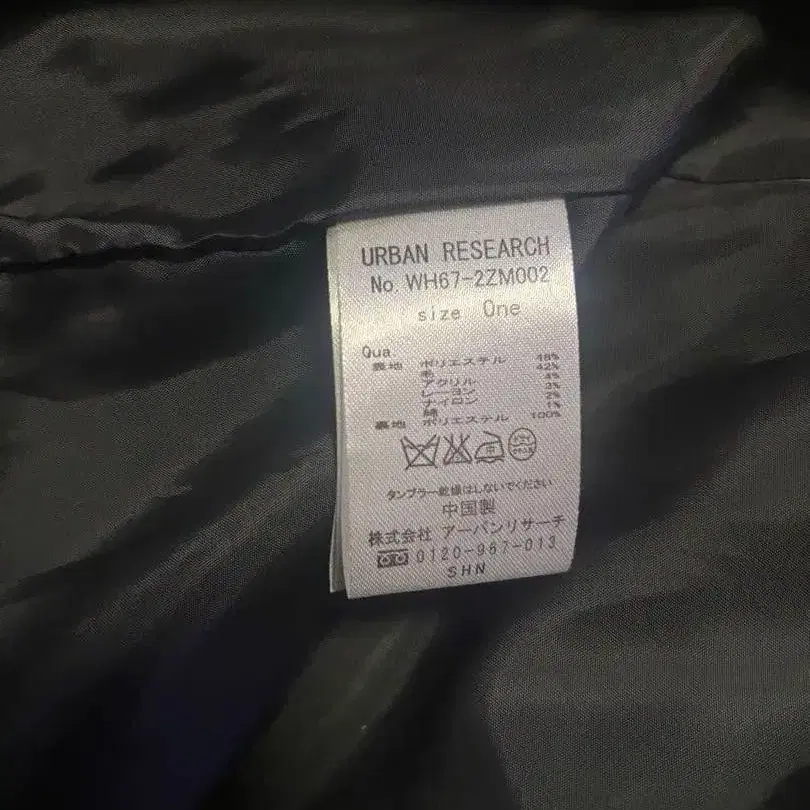 URBAN RESEARCH
No. WH67-2ZM002
size One
Qua.
表地 ポリエステル 48%
毛 42%
アクリル 4%
レーヨン 3%
ナイロン 2%
綿 1%
裏地 ポリエステル 100%
タンブラー乾燥はしないでください
中国製
株式会社 アーバンリサーチ
0120-967-013
SHN